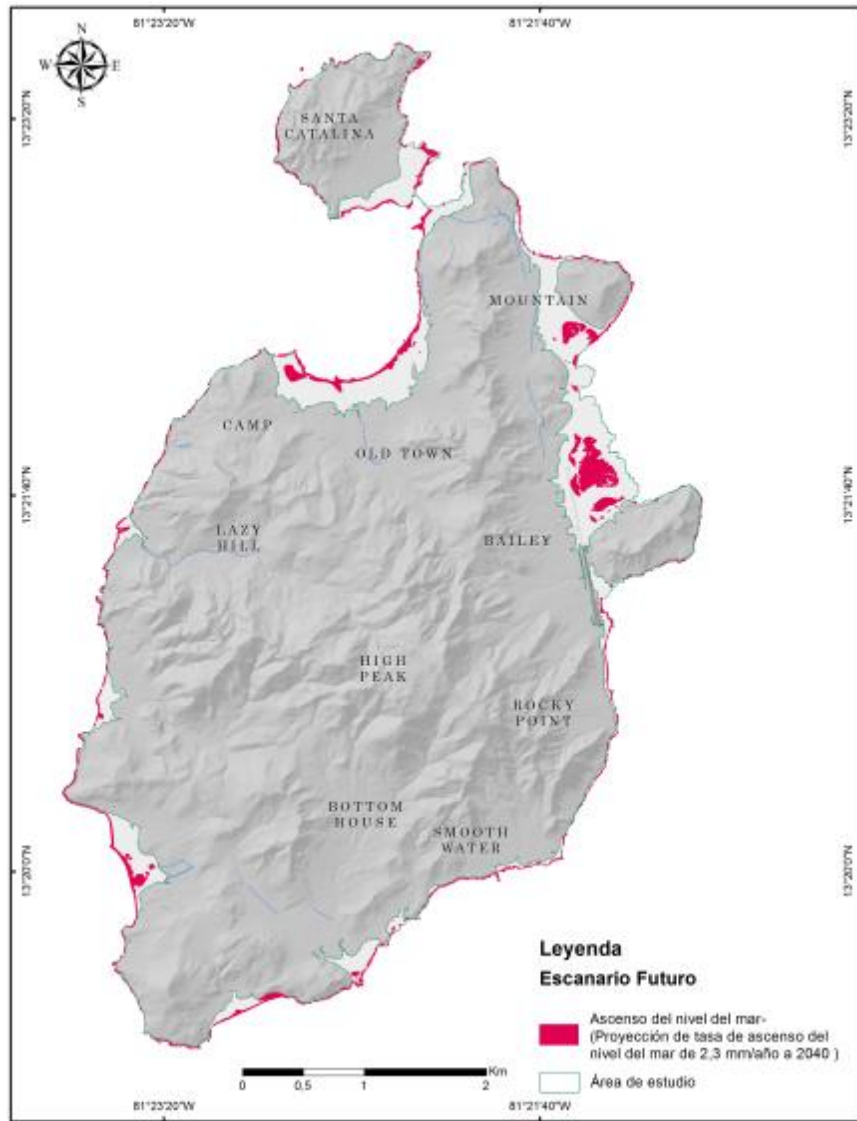 81°23'20"W
81°21'40"W
N
W
E
S
13°23'20"N
13°23'20"N
SANTA
CATALINA
MOUNTAIN
CAMP
OLD TOWN
13°21'40"N
13°21'40"N
LAZY
HILL
BAILEY
HIGH
PEAK
ROCKY
POINT
BOTTOM
HOUSE
SMOOTH
WATER
13°20'0"N
13°20'0"N
Leyenda
Escanario Futuro
Ascenso del nivel del mar-
(Proyección de tasa de ascenso del
nivel del mar de 2,3 mm/año a 2040 )
Área de estudio
Km
0
0,5
1
2
81°23'20"W
81°21'40"W